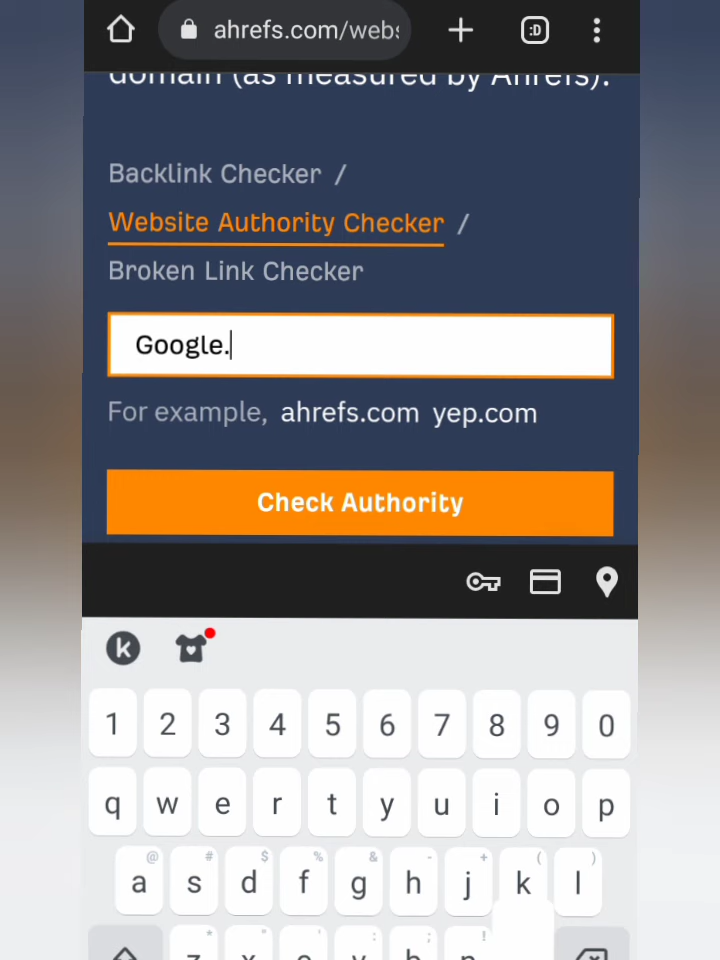 ahrefs.com/webs
:D
domain (as measured by Ahrefs).
Backlink Checker /
Website Authority Checker /
Broken Link Checker
Google.
For example, ahrefs.com yep.com
Check Authority
k
1 2 3 4 5 6 7 8 9 0
q w e r t y u i o p
@ # $ % & - + ( )
a s d f g h j k l
* " ' : ; !
z x c v b n